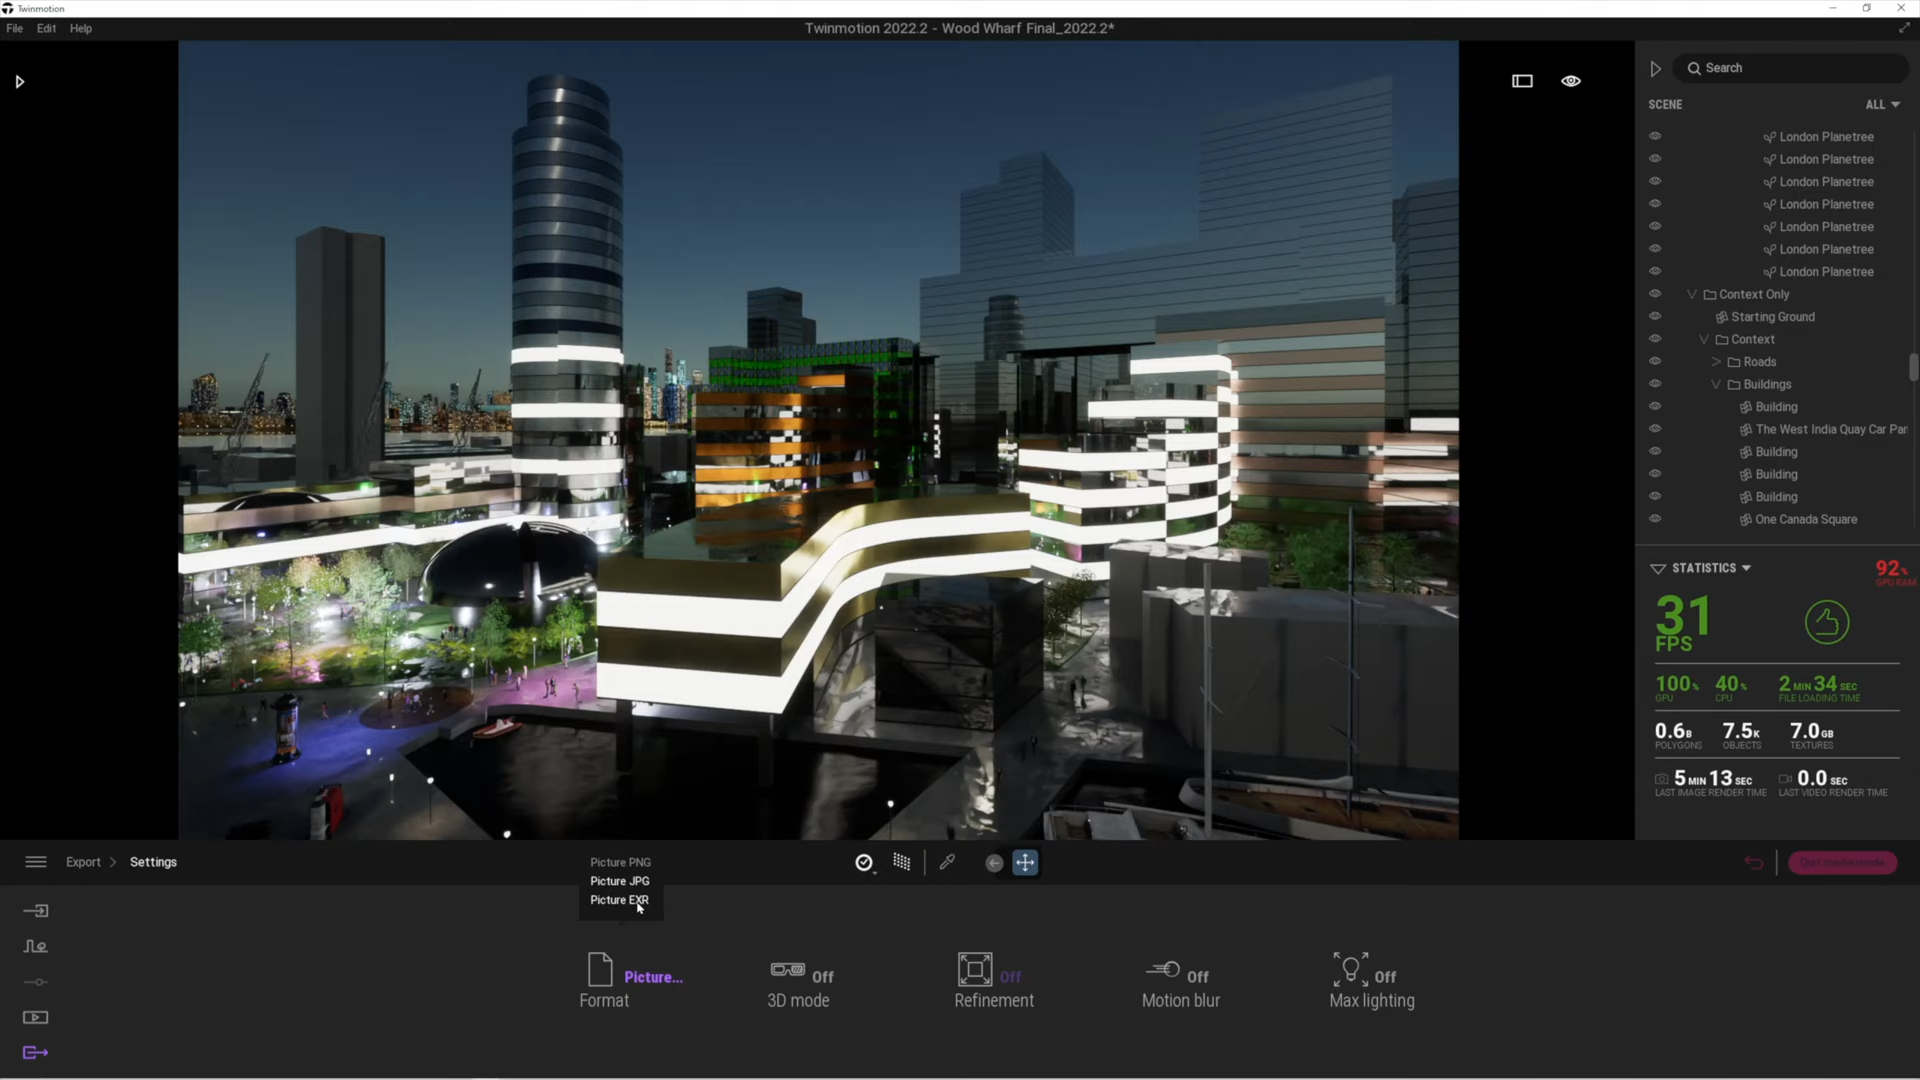 Twinmotion
File Edit Help
Twinmotion 2022.2 - Wood Wharf Final_2022.2*
Search
SCENE
ALL
London Planetree
London Planetree
London Planetree
London Planetree
London Planetree
London Planetree
London Planetree
Context Only
Starting Ground
Context
Roads
Buildings
Building
The West India Quay Car Par
Building
Building
Building
One Canada Square
STATISTICS
92%
GPU RAM
31
FPS
100% 40% 2 MIN 34 SEC
GPU CPU FILE LOADING TIME
0.6B 7.5K 7.0GB
POLYGONS OBJECTS TEXTURES
5 MIN 13 SEC 0.0 SEC
LAST IMAGE RENDER TIME LAST VIDEO RENDER TIME
Export > Settings
Picture PNG
Picture JPG
Picture EXR
Picture... Off Off Off Off
Format 3D mode Refinement Motion blur Max lighting